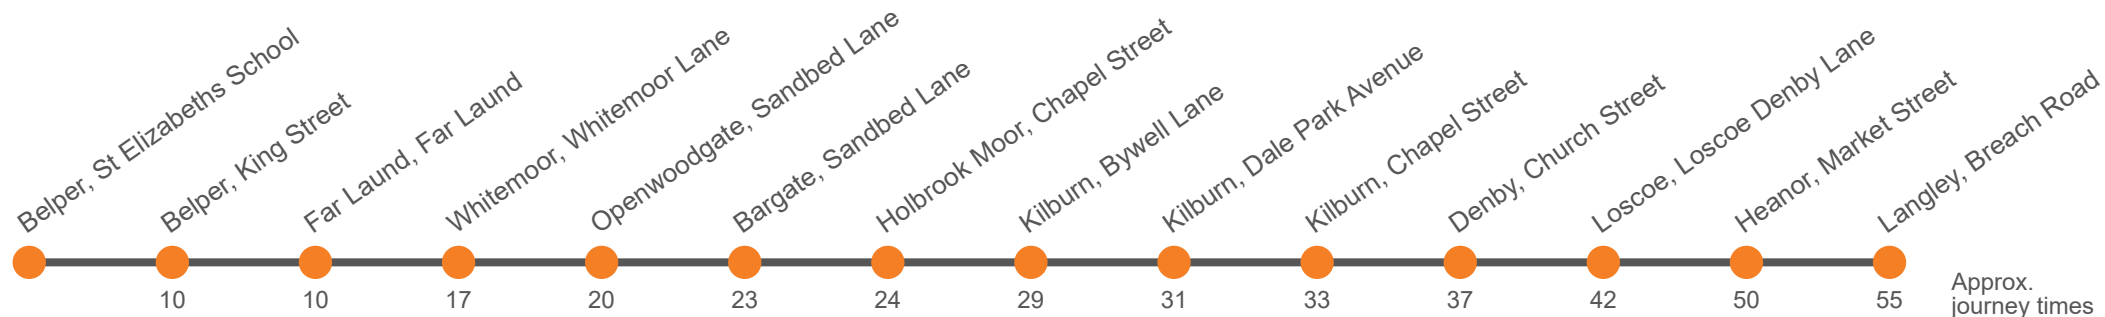 Belper, St Elizabeths School
Belper, King Street
Far Laund, Far Laund
Whitemoor, Whitemoor Lane
Openwoodgate, Sandbed Lane
Bargate, Sandbed Lane
Holbrook Moor, Chapel Street
Kilburn, Bywell Lane
Kilburn, Dale Park Avenue
Kilburn, Chapel Street
Denby, Church Street
Loscoe, Loscoe Denby Lane
Heanor, Market Street
Langley, Breach Road
10
10
17
20
23
24
29
31
33
37
42
50
55
Approx.
journey times